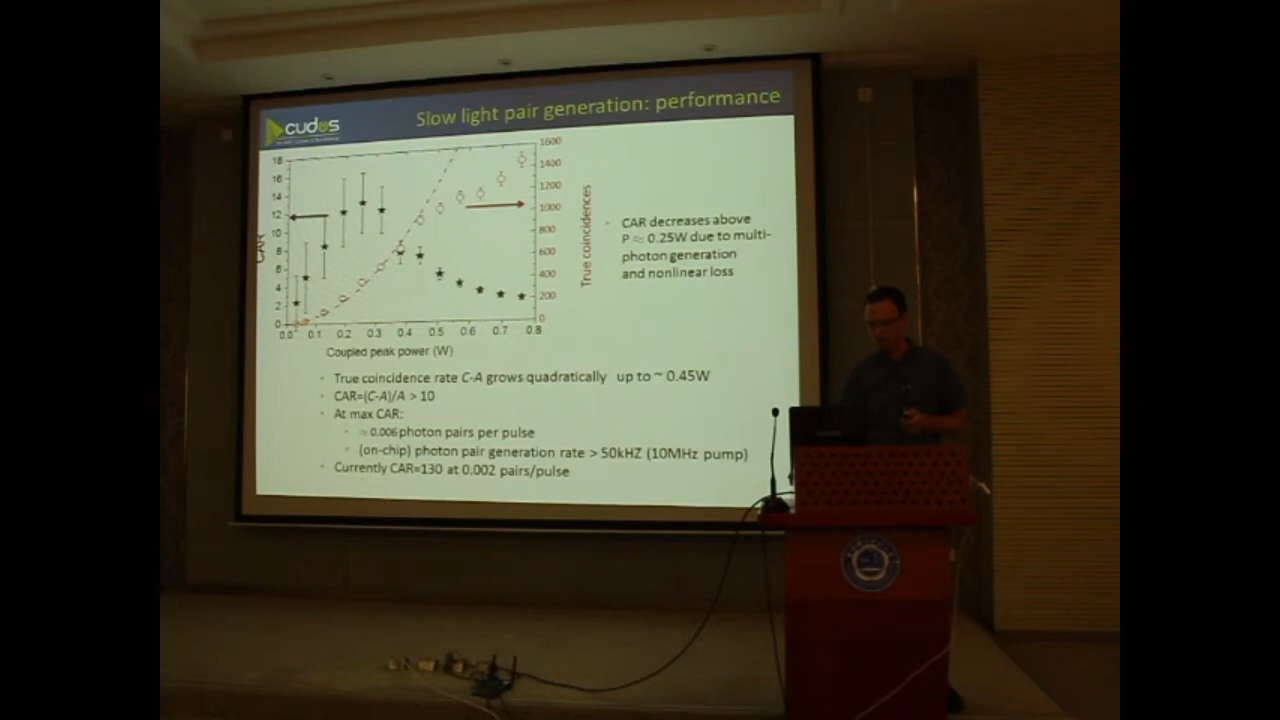 Slow light pair generation: performance
cudos
18
16
14
12
10
8
6
4
2
0
CAR
1600
1400
1200
1000
800
600
400
200
0
True coincidences
0.0 0.1 0.2 0.3 0.4 0.5 0.6 0.7 0.8
Coupled peak power (W)
• CAR decreases above
P ≈ 0.25W due to multi-
photon generation
and nonlinear loss
• True coincidence rate C-A grows quadratically up to ~ 0.45W
• CAR=(C-A)/A > 10
• At max CAR:
• ≈ 0.006 photon pairs per pulse
• (on-chip) photon pair generation rate > 50kHZ (10MHz pump)
• Currently CAR=130 at 0.002 pairs/pulse